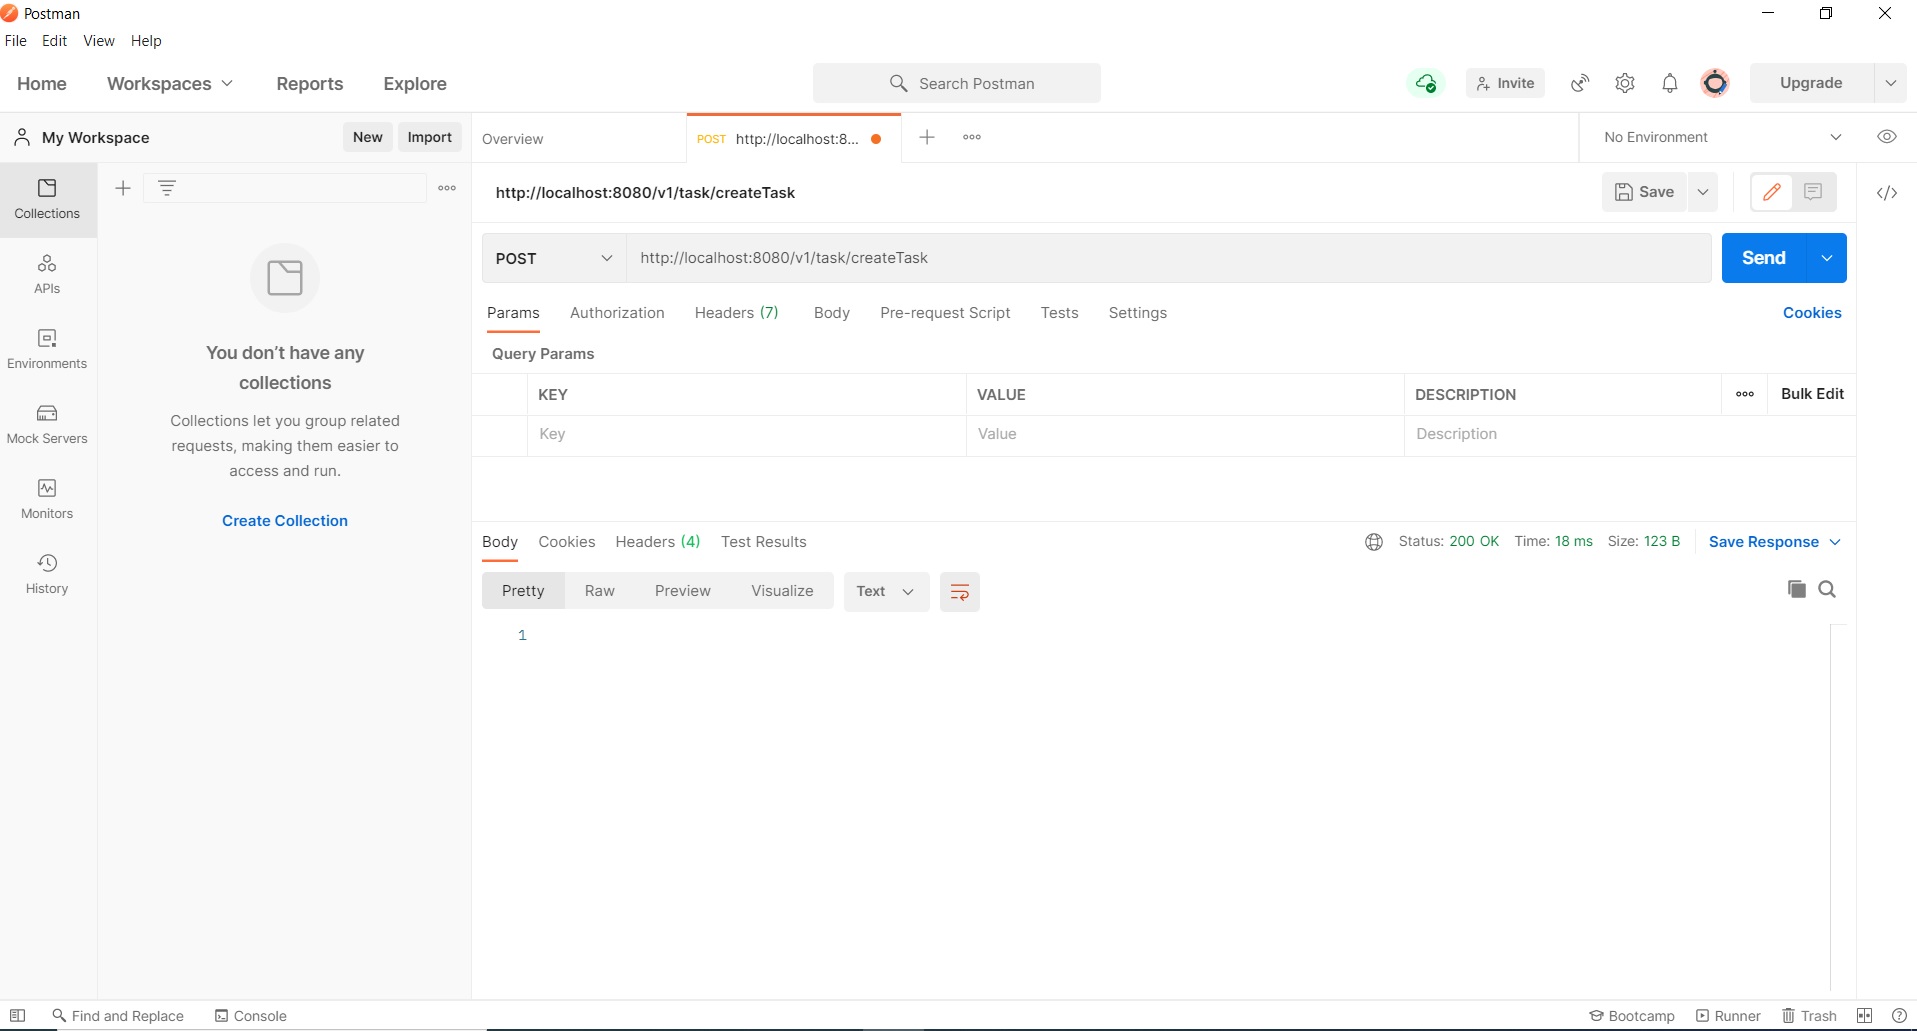 Postman
File Edit View Help
Home Workspaces Reports Explore
Search Postman
Invite
Upgrade
My Workspace
New Import
Overview
POST http://localhost:8...
No Environment
Collections
APIs
Environments
Mock Servers
Monitors
History
You don't have any
collections
Collections let you group related
requests, making them easier to
access and run.
Create Collection
http://localhost:8080/v1/task/createTask
Save
POST http://localhost:8080/v1/task/createTask
Send
Params Authorization Headers (7) Body Pre-request Script Tests Settings
Cookies
Query Params
KEY VALUE DESCRIPTION
Bulk Edit
Key Value Description
Body Cookies Headers (4) Test Results
Status: 200 OK Time: 18 ms Size: 123 B
Save Response
Pretty Raw Preview Visualize Text
1
Find and Replace Console
Bootcamp Runner Trash